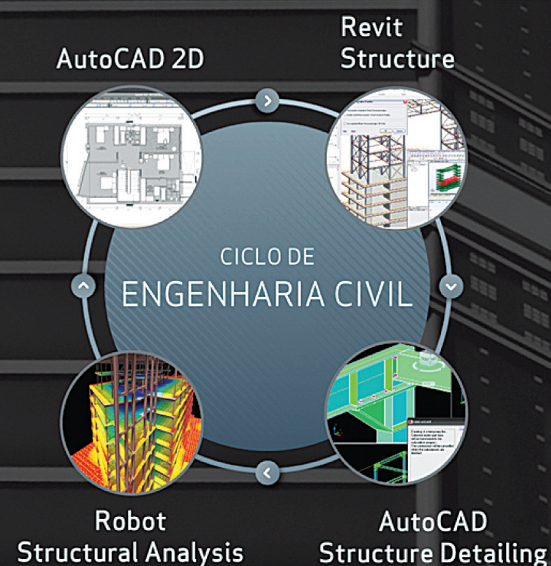 AutoCAD 2D
Revit
Structure
CICLO DE
ENGENHARIA CIVIL
Robot
Structural Analysis
AutoCAD
Structure Detailing